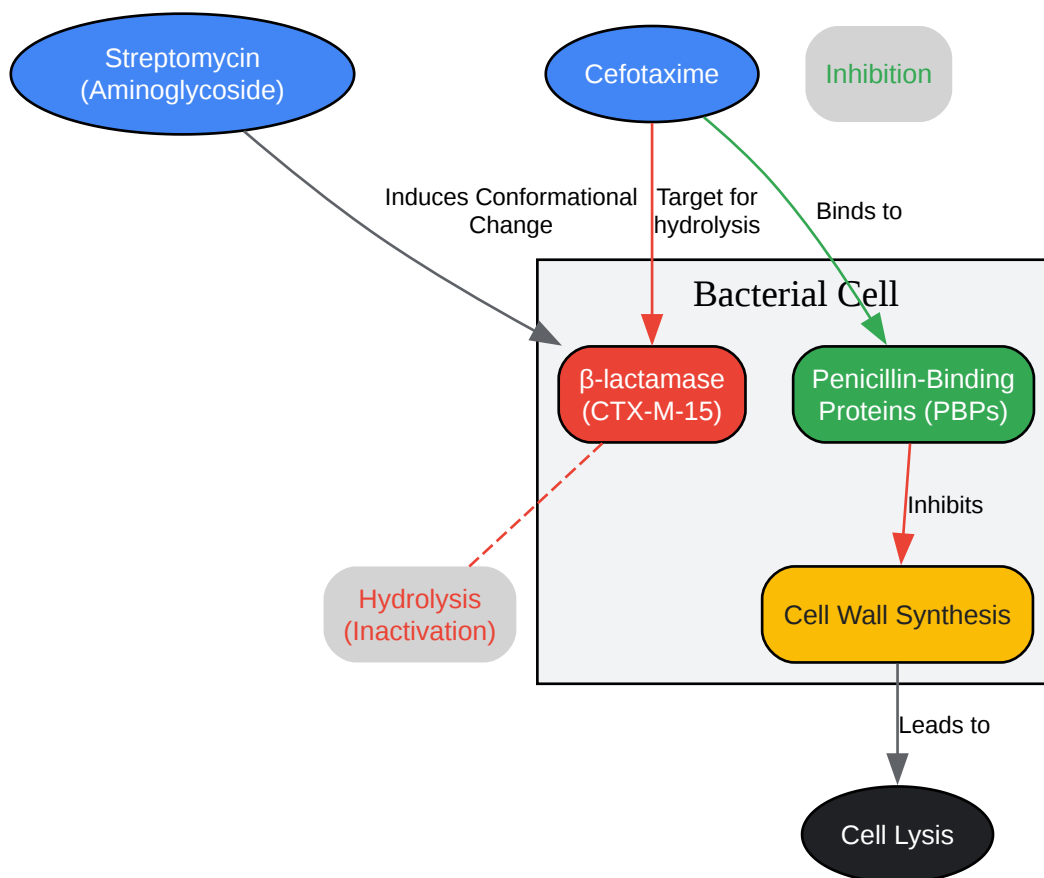 Streptomycin
(Aminoglycoside)
Cefotaxime
Inhibition
Induces Conformational
Change
Target for
hydrolysis
Binds to
Bacterial Cell
β-lactamase
(CTX-M-15)
Penicillin-Binding
Proteins (PBPs)
Inhibits
Hydrolysis
(Inactivation)
Cell Wall Synthesis
Leads to
Cell Lysis